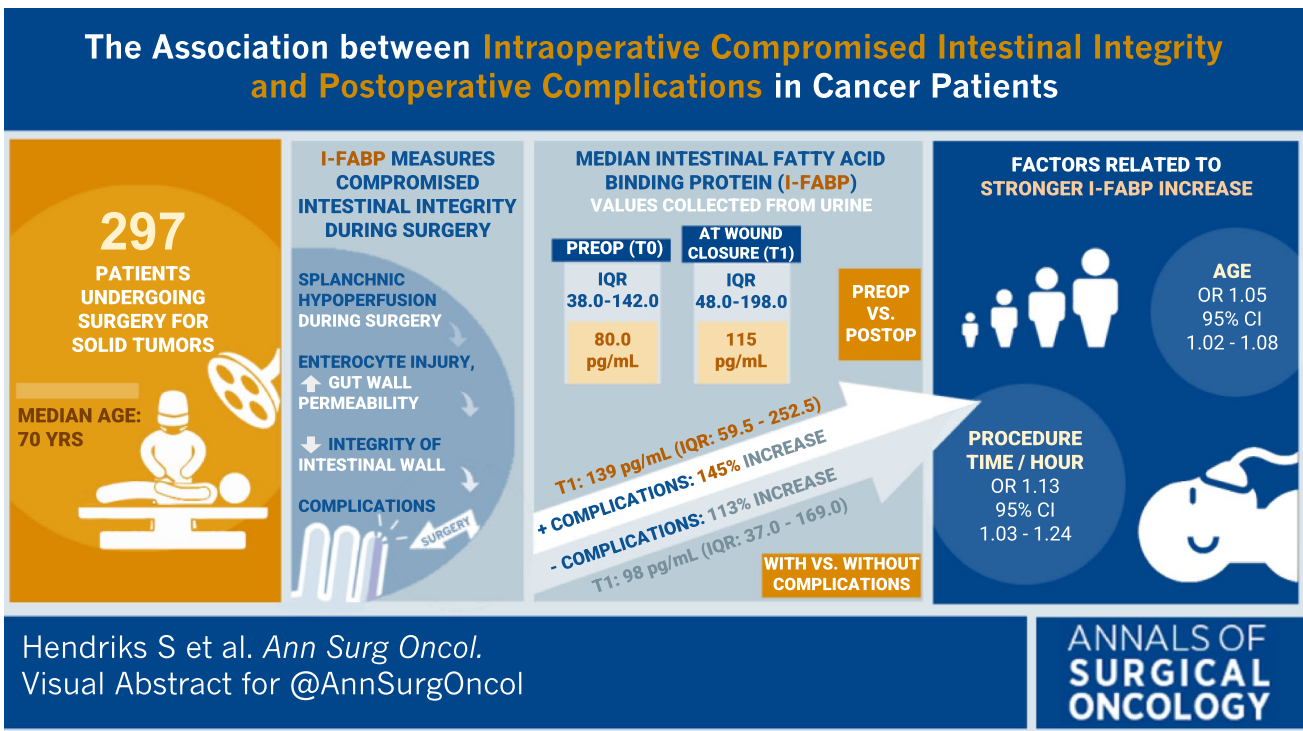 The Association between Intraoperative Compromised Intestinal Integrity
and Postoperative Complications in Cancer Patients
297
PATIENTS
UNDERGOING
SURGERY FOR
SOLID TUMORS
MEDIAN AGE:
70 YRS
I-FABP MEASURES
COMPROMISED
INTESTINAL INTEGRITY
DURING SURGERY
SPLANCHNIC
HYPOPERFUSION
DURING SURGERY
ENTEROCYTE INJURY,
GUT WALL
PERMEABILITY
INTEGRITY OF
INTESTINAL WALL
COMPLICATIONS
SURGERY
MEDIAN INTESTINAL FATTY ACID
BINDING PROTEIN (I-FABP)
VALUES COLLECTED FROM URINE
PREOP (T0)
IQR
38.0-142.0
80.0
pg/mL
AT WOUND
CLOSURE (T1)
IQR
48.0-198.0
115
pg/mL
PREOP
VS.
POSTOP
T1: 139 pg/mL (IQR: 59.5 - 252.5)
+ COMPLICATIONS: 145% INCREASE
- COMPLICATIONS: 113% INCREASE
T1: 98 pg/mL (IQR: 37.0 - 169.0)
WITH VS. WITHOUT
COMPLICATIONS
FACTORS RELATED TO
STRONGER I-FABP INCREASE
AGE
OR 1.05
95% CI
1.02 - 1.08
PROCEDURE
TIME / HOUR
OR 1.13
95% CI
1.03 - 1.24
Hendriks S et al. Ann Surg Oncol.
Visual Abstract for @AnnSurgOncol
ANNALS OF
SURGICAL
ONCOLOGY